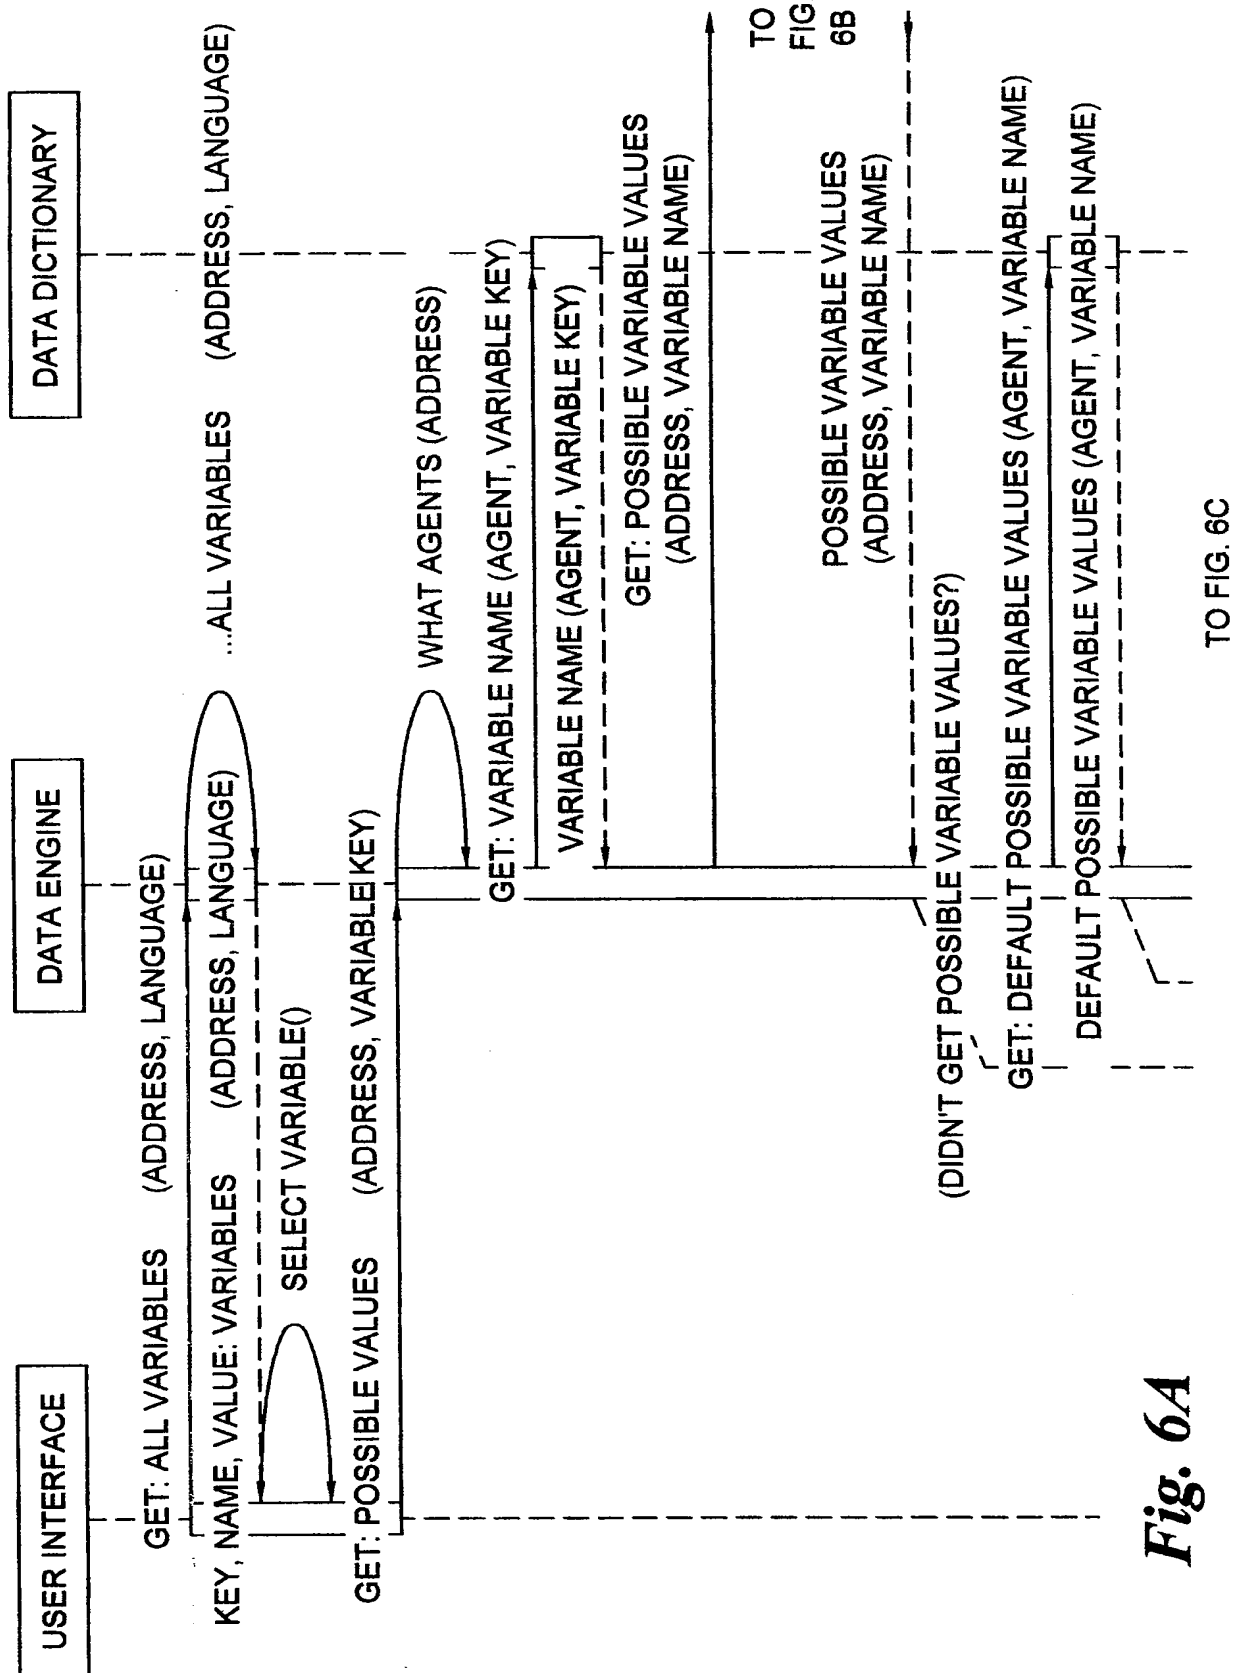 USER INTERFACE
DATA ENGINE
DATA DICTIONARY
GET: ALL VARIABLES (ADDRESS, LANGUAGE)
...ALL VARIABLES (ADDRESS, LANGUAGE)
KEY, NAME, VALUE: VARIABLES (ADDRESS, LANGUAGE)
SELECT VARIABLE()
GET: POSSIBLE VALUES (ADDRESS, VARIABLE KEY)
WHAT AGENTS (ADDRESS)
GET: VARIABLE NAME (AGENT, VARIABLE KEY)
VARIABLE NAME (AGENT, VARIABLE KEY)
GET: POSSIBLE VARIABLE VALUES
(ADDRESS, VARIABLE NAME)
TO
FIG
6B
POSSIBLE VARIABLE VALUES
(ADDRESS, VARIABLE NAME)
(DIDN'T GET POSSIBLE VARIABLE VALUES?)
GET: DEFAULT POSSIBLE VARIABLE VALUES (AGENT, VARIABLE NAME)
DEFAULT POSSIBLE VARIABLE VALUES (AGENT, VARIABLE NAME)
TO FIG. 6C
Fig. 6A